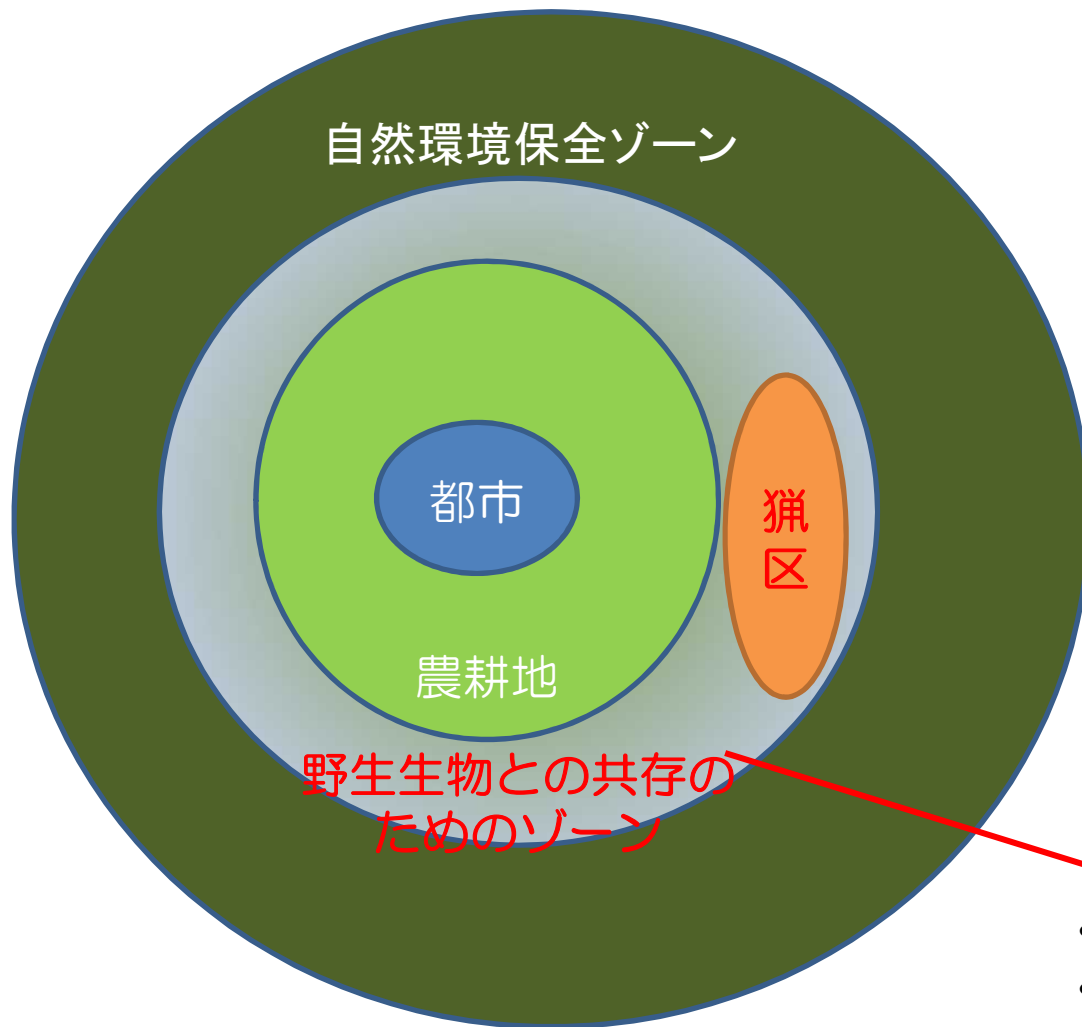 自然環境保全ゾーン
都市
猟
区
農耕地
野生生物との共存の
ためのゾーン